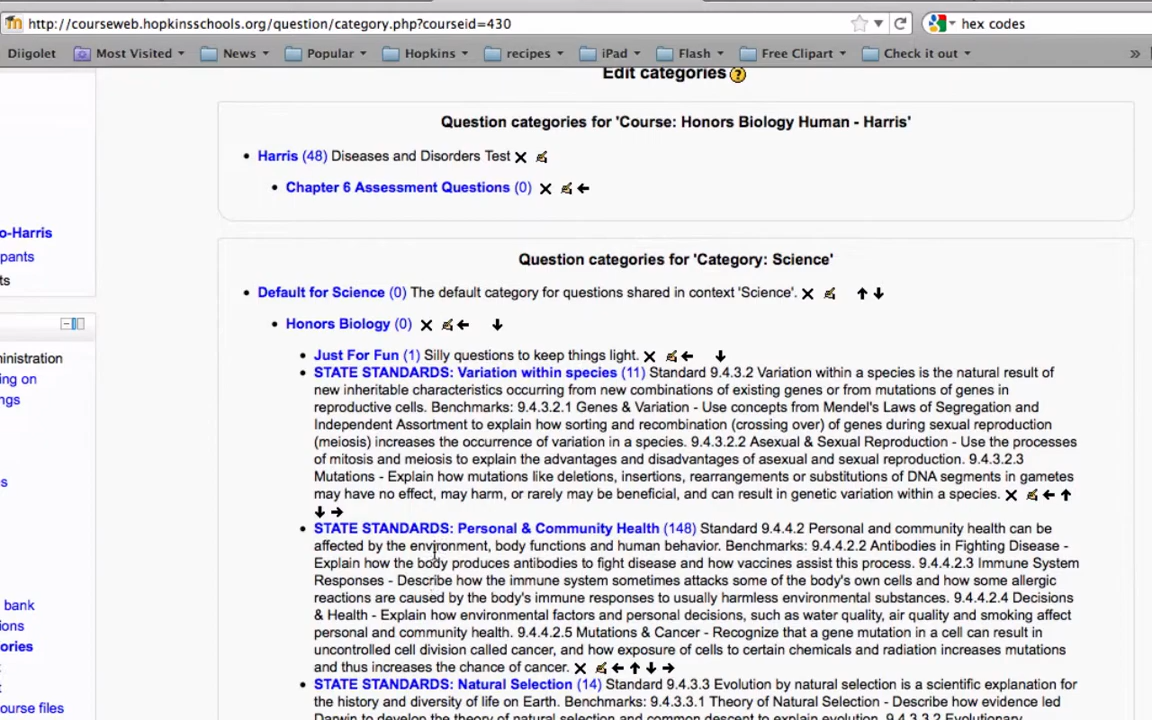 http://courseweb.hopkinsschools.org/question/category.php?courseid=430
hex codes
Diigolet Most Visited News Popular Hopkins recipes iPad Flash Free Clipart Check it out »
Edit categories ?
Question categories for 'Course: Honors Biology Human - Harris'
• Harris (48) Diseases and Disorders Test
• Chapter 6 Assessment Questions (0)
Question categories for 'Category: Science'
• Default for Science (0) The default category for questions shared in context 'Science'.
• Honors Biology (0)
• Just For Fun (1) Silly questions to keep things light.
• STATE STANDARDS: Variation within species (11) Standard 9.4.3.2 Variation within a species is the natural result of
new inheritable characteristics occurring from new combinations of existing genes or from mutations of genes in
reproductive cells. Benchmarks: 9.4.3.2.1 Genes & Variation - Use concepts from Mendel's Laws of Segregation and
Independent Assortment to explain how sorting and recombination (crossing over) of genes during sexual reproduction
(meiosis) increases the occurrence of variation in a species. 9.4.3.2.2 Asexual & Sexual Reproduction - Use the processes
of mitosis and meiosis to explain the advantages and disadvantages of asexual and sexual reproduction. 9.4.3.2.3
Mutations - Explain how mutations like deletions, insertions, rearrangements or substitutions of DNA segments in gametes
may have no effect, may harm, or rarely may be beneficial, and can result in genetic variation within a species.
• STATE STANDARDS: Personal & Community Health (148) Standard 9.4.4.2 Personal and community health can be
affected by the environment, body functions and human behavior. Benchmarks: 9.4.4.2.2 Antibodies in Fighting Disease -
Explain how the body produces antibodies to fight disease and how vaccines assist this process. 9.4.4.2.3 Immune System
Responses - Describe how the immune system sometimes attacks some of the body's own cells and how some allergic
reactions are caused by the body's immune responses to usually harmless environmental substances. 9.4.4.2.4 Decisions
& Health - Explain how environmental factors and personal decisions, such as water quality, air quality and smoking affect
personal and community health. 9.4.4.2.5 Mutations & Cancer - Recognize that a gene mutation in a cell can result in
uncontrolled cell division called cancer, and how exposure of cells to certain chemicals and radiation increases mutations
and thus increases the chance of cancer.
• STATE STANDARDS: Natural Selection (14) Standard 9.4.3.3 Evolution by natural selection is a scientific explanation for
the history and diversity of life on Earth. Benchmarks: 9.4.3.3.1 Theory of Natural Selection - Describe how evidence led
Darwin to develop the theory of natural selection and common descent to explain evolution. 9.4.3.3.2 Evolutionary
o-Harris
pants
ts
ministration
ing on
ngs
s
bank
ions
ories
ourse files